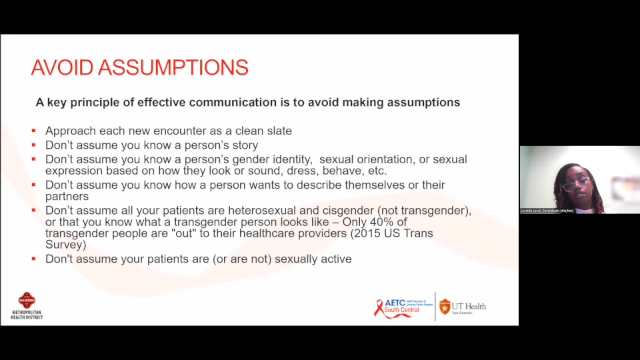 AVOID ASSUMPTIONS
A key principle of effective communication is to avoid making assumptions
▪ Approach each new encounter as a clean slate
▪ Don't assume you know a person's story
▪ Don't assume you know a person's gender identity, sexual orientation, or sexual
expression based on how they look or sound, dress, behave, etc.
▪ Don't assume you know how a person wants to describe themselves or their
partners
▪ Don't assume all your patients are heterosexual and cisgender (not transgender),
or that you know what a transgender person looks like – Only 40% of
transgender people are "out" to their healthcare providers (2015 US Trans
Survey)
▪ Don't assume your patients are (or are not) sexually active
METROPOLITAN
HEALTH DISTRICT
AETC
South Central
UT Health
San Antonio